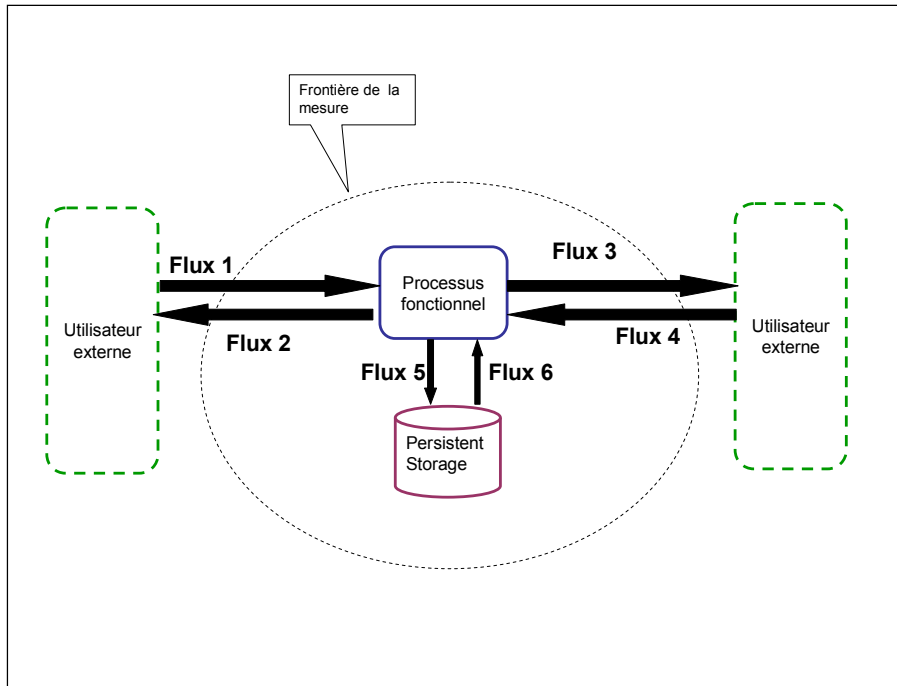 Frontière de la
mesure
Flux 1
Flux 3
Processus
fonctionnel
Utilisateur
externe
Flux 2
Flux 4
Utilisateur
externe
Flux 5
Flux 6
Persistent
Storage